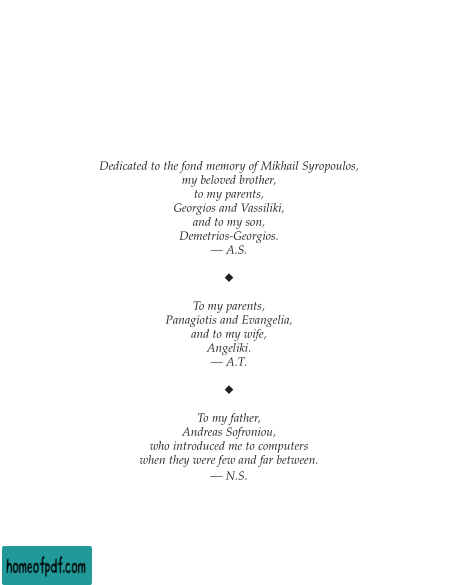 Dedicated to the fond memory of Mikhail Syropoulos,
my beloved brother,
to my parents,
Georgios and Vassiliki,
and to my son,
Demetrios-Georgios.
— A.S.
◆
To my parents,
Panagiotis and Evangelia,
and to my wife,
Angeliki.
— A.T.
◆
To my father,
Andreas Sofroniou,
who introduced me to computers
when they were few and far between.
— N.S.
homeofpdf.com